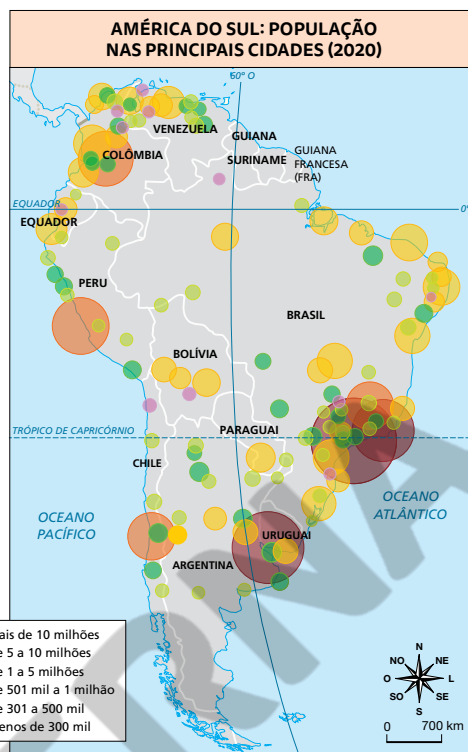 AMÉRICA DO SUL: POPULAÇÃO
NAS PRINCIPAIS CIDADES (2020)
60° O
VENEZUELA
GUIANA
COLÔMBIA
SURINAME
GUIANA
FRANCESA
(FRA)
EQUADOR
0°
EQUADOR
PERU
BRASIL
BOLÍVIA
TRÓPICO DE CAPRICÓRNIO
PARAGUAI
CHILE
OCEANO
PACÍFICO
OCEANO
ATLÂNTICO
URUGUAI
ARGENTINA
ais de 10 milhões
e 5 a 10 milhões
e 1 a 5 milhões
e 501 mil a 1 milhão
e 301 a 500 mil
enos de 300 mil
N
NO NE
O L
SO SE
S
0 700 km